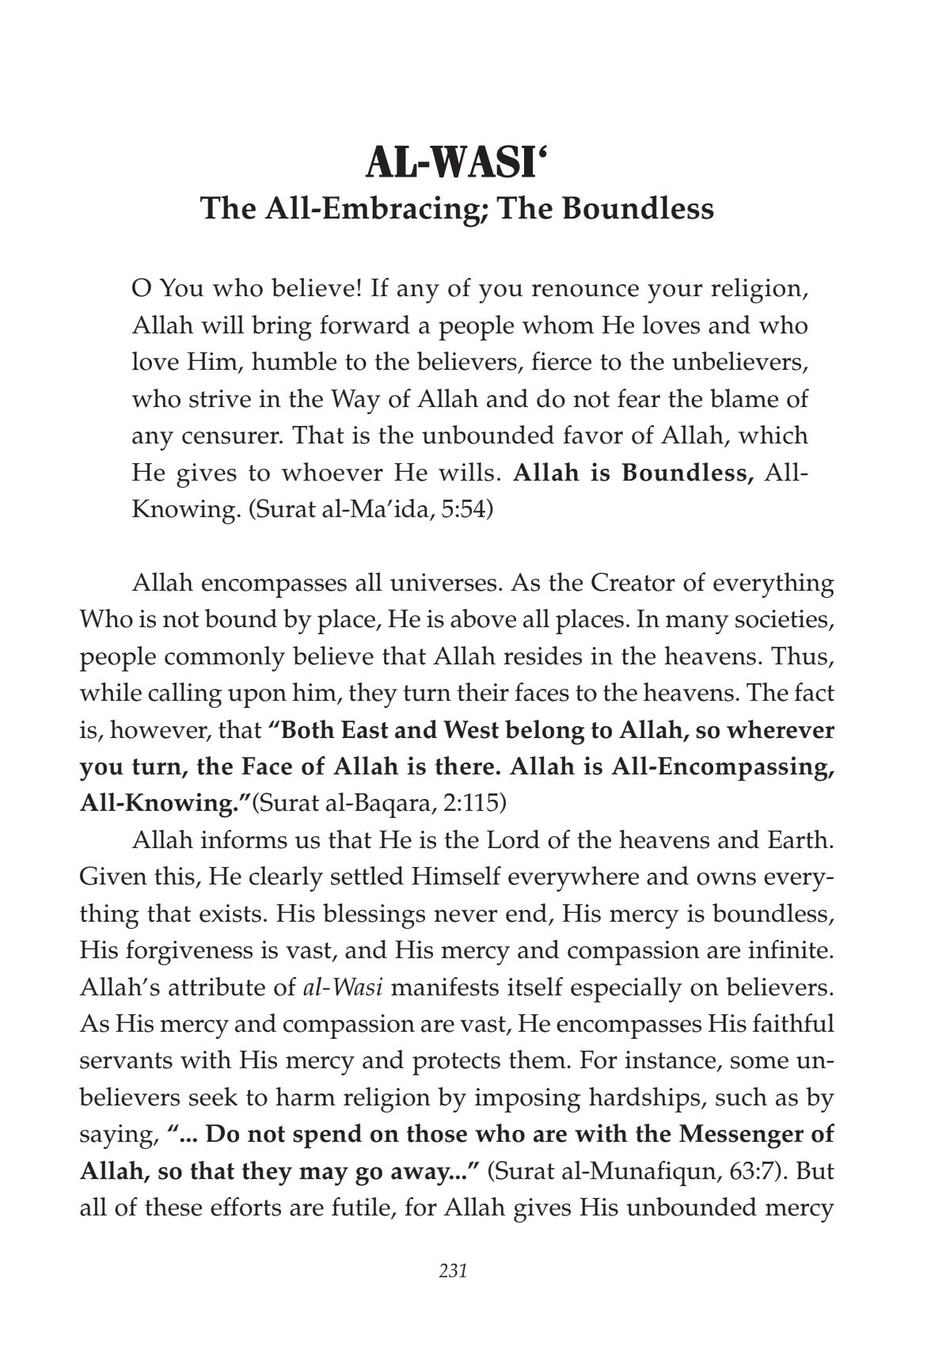 AL-WASI‘
The All-Embracing; The Boundless
O You who believe! If any of you renounce your religion,
Allah will bring forward a people whom He loves and who
love Him, humble to the believers, fierce to the unbelievers,
who strive in the Way of Allah and do not fear the blame of
any censurer. That is the unbounded favor of Allah, which
He gives to whoever He wills. Allah is Boundless, All-
Knowing. (Surat al-Ma’ida, 5:54)
Allah encompasses all universes. As the Creator of everything
Who is not bound by place, He is above all places. In many societies,
people commonly believe that Allah resides in the heavens. Thus,
while calling upon him, they turn their faces to the heavens. The fact
is, however, that “Both East and West belong to Allah, so wherever
you turn, the Face of Allah is there. Allah is All-Encompassing,
All-Knowing.”(Surat al-Baqara, 2:115)
Allah informs us that He is the Lord of the heavens and Earth.
Given this, He clearly settled Himself everywhere and owns every-
thing that exists. His blessings never end, His mercy is boundless,
His forgiveness is vast, and His mercy and compassion are infinite.
Allah’s attribute of al-Wasi manifests itself especially on believers.
As His mercy and compassion are vast, He encompasses His faithful
servants with His mercy and protects them. For instance, some un-
believers seek to harm religion by imposing hardships, such as by
saying, “... Do not spend on those who are with the Messenger of
Allah, so that they may go away...” (Surat al-Munafiqun, 63:7). But
all of these efforts are futile, for Allah gives His unbounded mercy
231